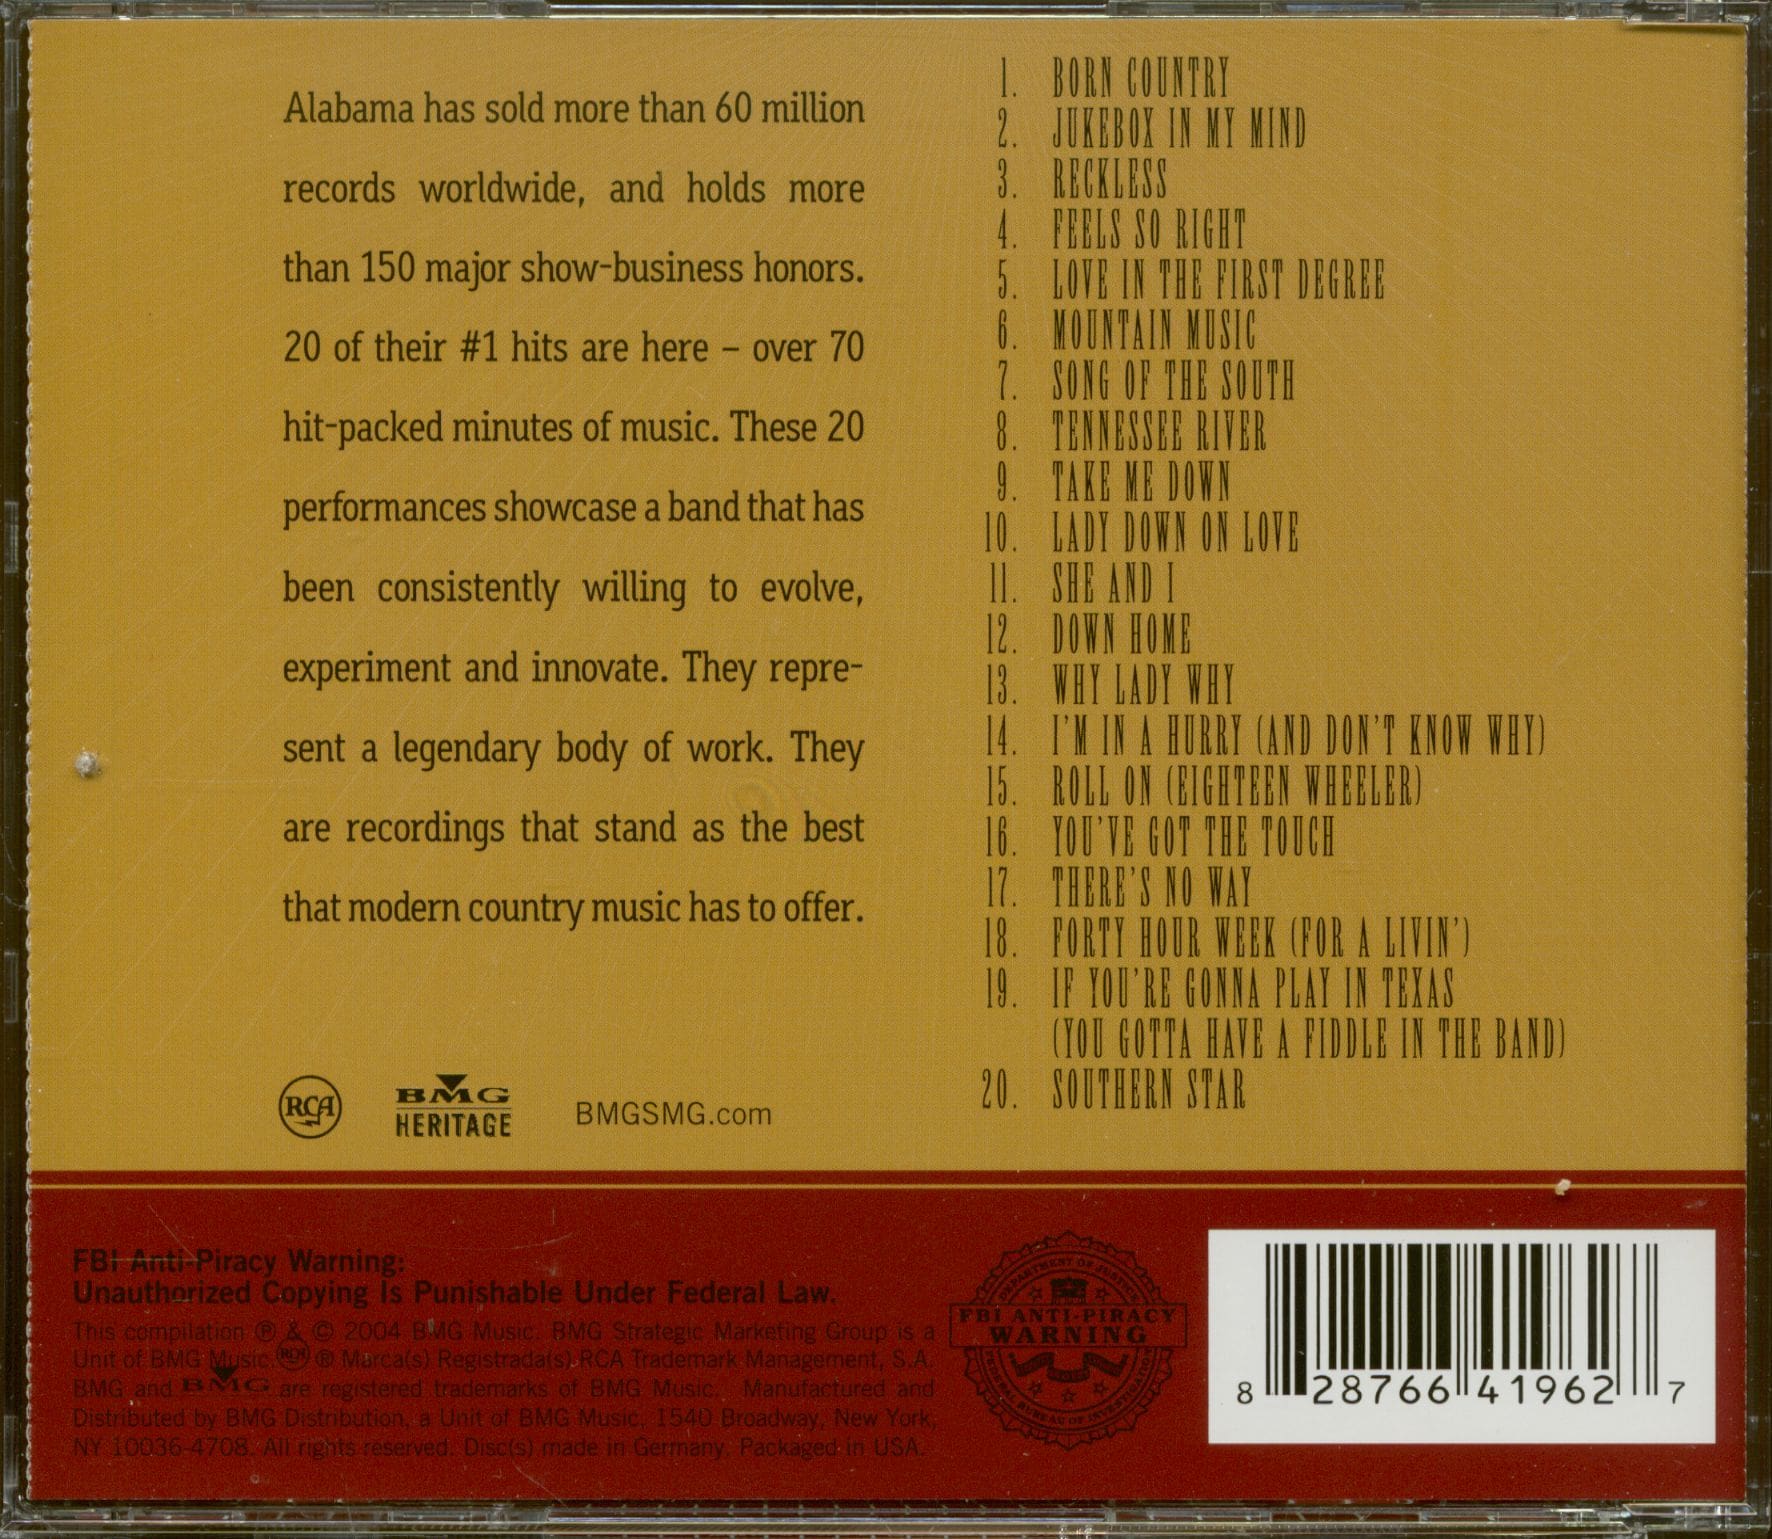 Alabama has sold more than 60 million
records worldwide, and holds more
than 150 major show-business honors.
20 of their #1 hits are here – over 70
hit-packed minutes of music. These 20
performances showcase a band that has
been consistently willing to evolve,
experiment and innovate. They repre-
sent a legendary body of work. They
are recordings that stand as the best
that modern country music has to offer.
1. BORN COUNTRY
2. JUKEBOX IN MY MIND
3. RECKLESS
4. FEELS SO RIGHT
5. LOVE IN THE FIRST DEGREE
6. MOUNTAIN MUSIC
7. SONG OF THE SOUTH
8. TENNESSEE RIVER
9. TAKE ME DOWN
10. LADY DOWN ON LOVE
11. SHE AND I
12. DOWN HOME
13. WHY LADY WHY
14. I'M IN A HURRY (AND DON'T KNOW WHY)
15. ROLL ON (EIGHTEEN WHEELER)
16. YOU'VE GOT THE TOUCH
17. THERE'S NO WAY
18. FORTY HOUR WEEK (FOR A LIVIN')
19. IF YOU'RE GONNA PLAY IN TEXAS
(YOU GOTTA HAVE A FIDDLE IN THE BAND)
20. SOUTHERN STAR
RCA
BMG
HERITAGE
BMGSMG.com
FBI Anti-Piracy Warning:
Unauthorized Copying Is Punishable Under Federal Law.
This compilation ℗ & © 2004 BMG Music. BMG Strategic Marketing Group is a
Unit of BMG Music. RCA ® Marca(s) Registrada(s) RCA Trademark Management, S.A.
BMG and BMG are registered trademarks of BMG Music. Manufactured and
Distributed by BMG Distribution, a Unit of BMG Music, 1540 Broadway, New York,
NY 10036-4708. All rights reserved. Disc(s) made in Germany. Packaged in USA.
DEPARTMENT OF JUSTICE
FBI ANTI-PIRACY
WARNING
FEDERAL BUREAU OF INVESTIGATION
8 28766 41962 7